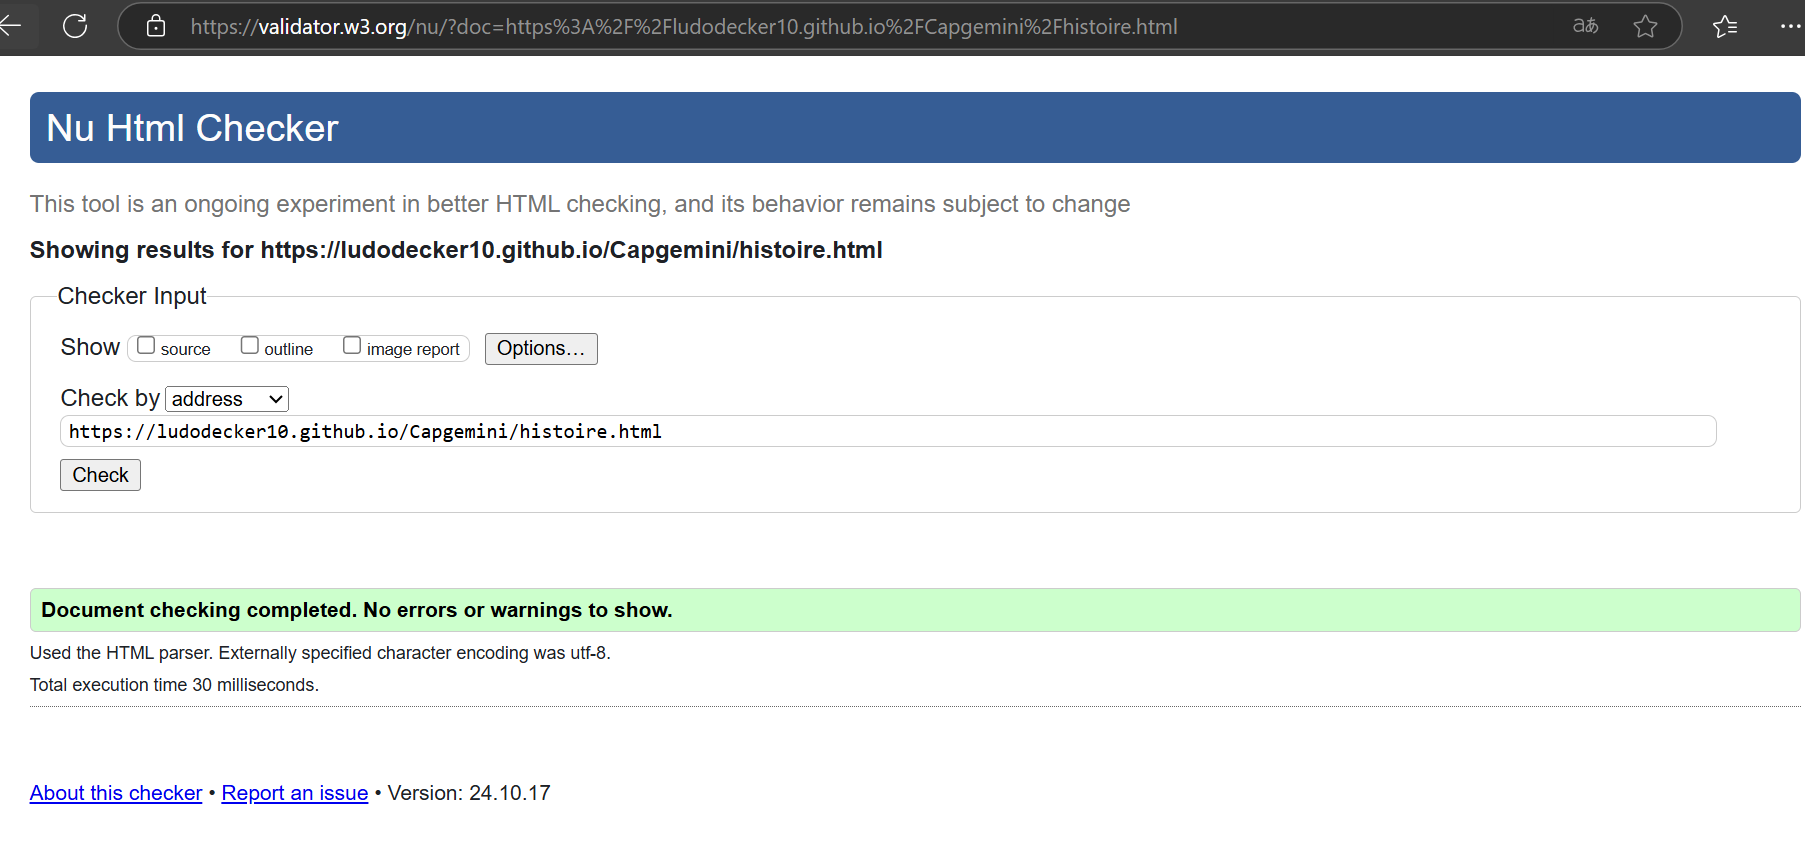 https://validator.w3.org/nu/?doc=https%3A%2F%2Fludodecker10.github.io%2FCapgemini%2Fhistoire.html
aあ
Nu Html Checker
This tool is an ongoing experiment in better HTML checking, and its behavior remains subject to change
Showing results for https://ludodecker10.github.io/Capgemini/histoire.html
Checker Input
Show source outline image report Options...
Check by address
https://ludodecker10.github.io/Capgemini/histoire.html
Check
Document checking completed. No errors or warnings to show.
Used the HTML parser. Externally specified character encoding was utf-8.
Total execution time 30 milliseconds.
About this checker • Report an issue • Version: 24.10.17